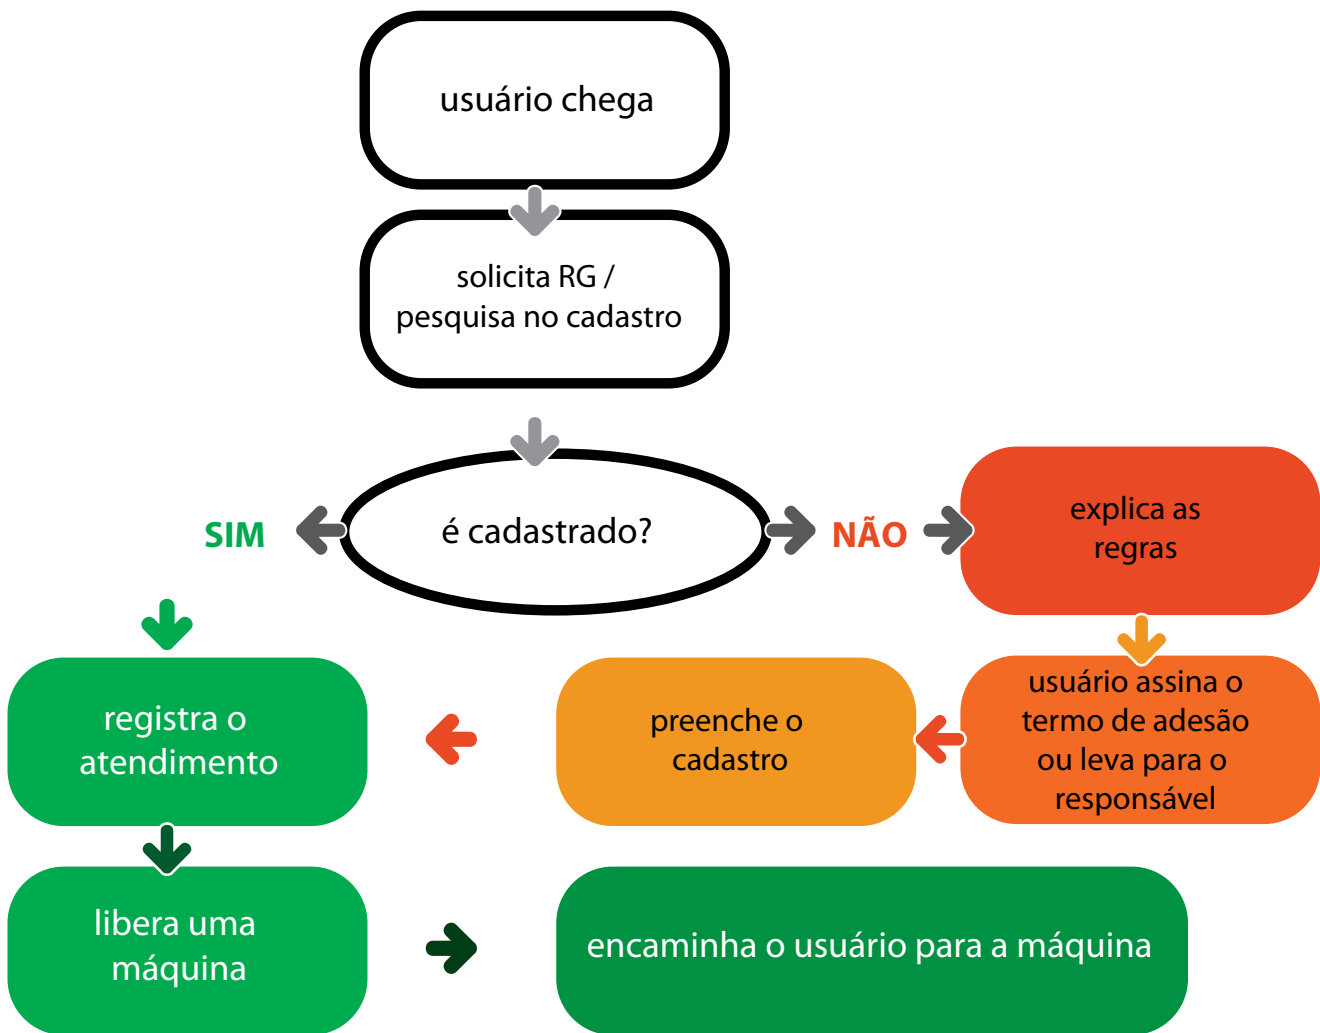 usuário chega
solicita RG /
pesquisa no cadastro
é cadastrado?
SIM
NÃO
explica as
regras
usuário assina o
termo de adesão
ou leva para o
responsável
preenche o
cadastro
registra o
atendimento
libera uma
máquina
encaminha o usuário para a máquina